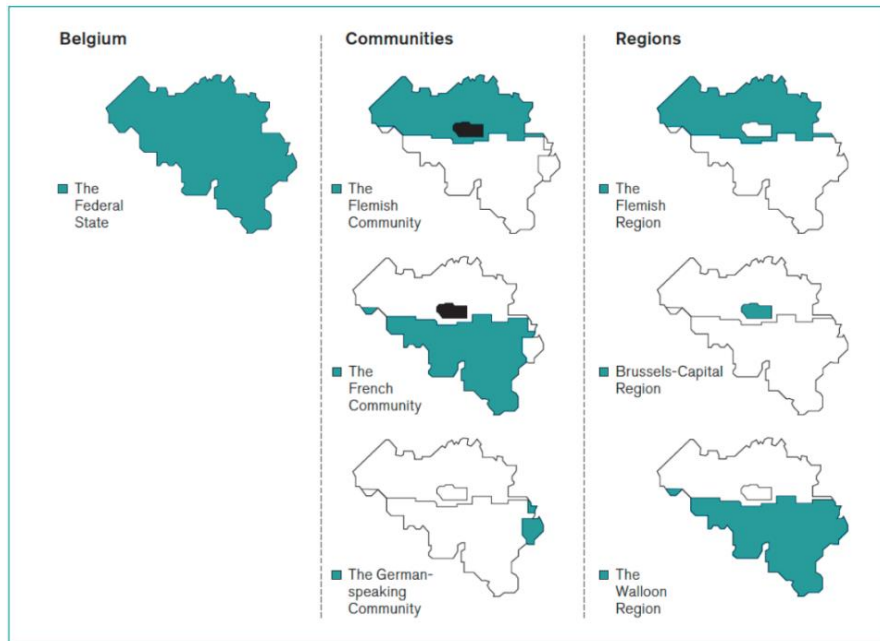 Belgium
The
Federal
State
Communities
The
Flemish
Community
The
French
Community
The German-
speaking
Community
Regions
The
Flemish
Region
Brussels-Capital
Region
The
Walloon
Region